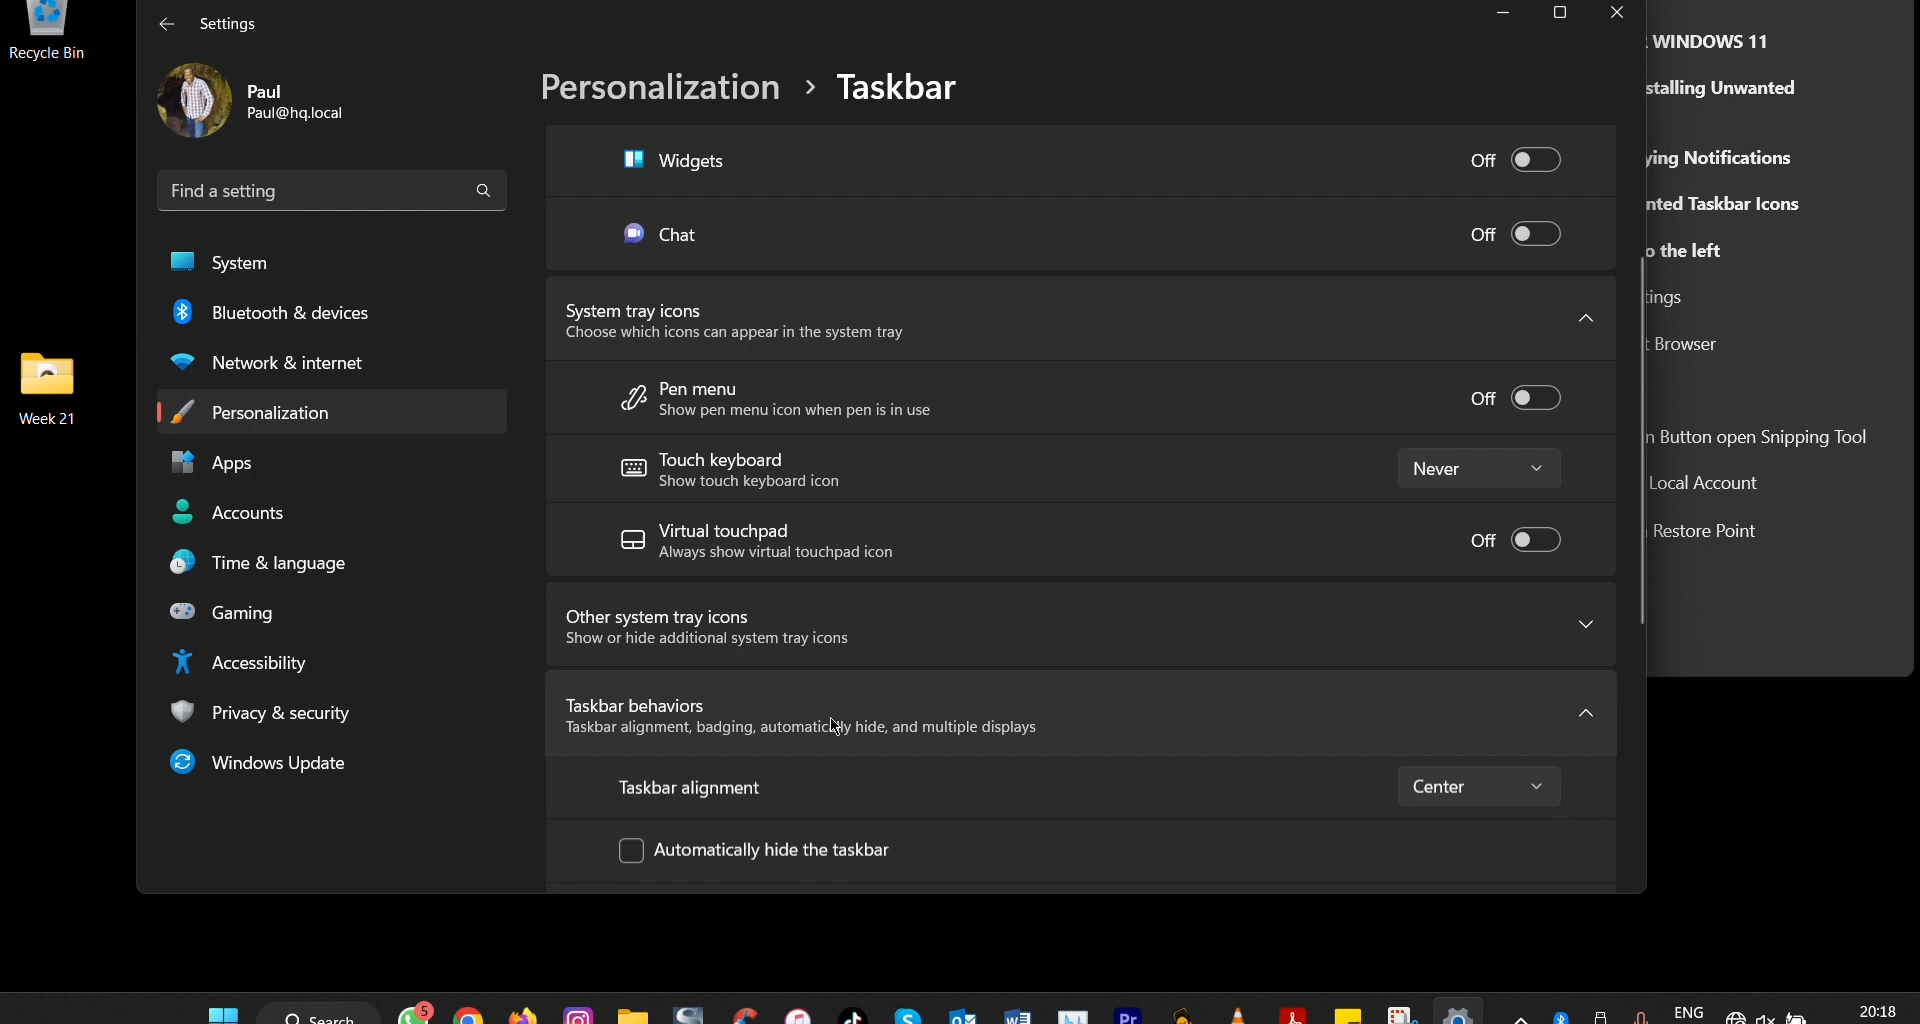 Settings
Recycle Bin
Week 21
Paul
Paul@hq.local
Find a setting
System
Bluetooth & devices
Network & internet
Personalization
Apps
Accounts
Time & language
Gaming
Accessibility
Privacy & security
Windows Update
Personalization > Taskbar
Widgets Off
Chat Off
System tray icons
Choose which icons can appear in the system tray
Pen menu
Show pen menu icon when pen is in use
Off
Touch keyboard
Show touch keyboard icon
Never
Virtual touchpad
Always show virtual touchpad icon
Off
Other system tray icons
Show or hide additional system tray icons
Taskbar behaviors
Taskbar alignment, badging, automatically hide, and multiple displays
Taskbar alignment Center
Automatically hide the taskbar
WINDOWS 11
stalling Unwanted
ying Notifications
nted Taskbar Icons
o the left
tings
t Browser
n Button open Snipping Tool
Local Account
Restore Point
Search
5
Pr
ENG
20:18